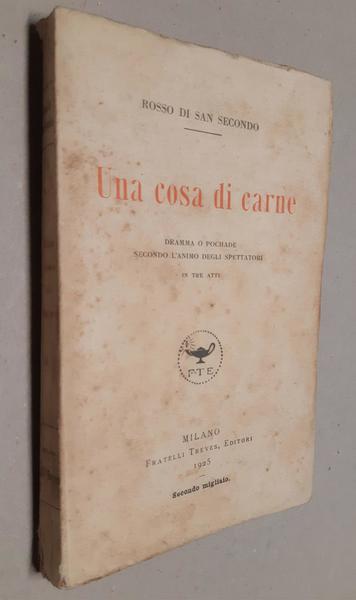 ROSSO DI SAN SECONDO
Una cosa di carne
DRAMMA O POCHADE
SECONDO L'ANIMO DEGLI SPETTATORI
IN TRE ATTI
F·T·E
MILANO
FRATELLI TREVES, EDITORI
1925
Secondo migliaio.